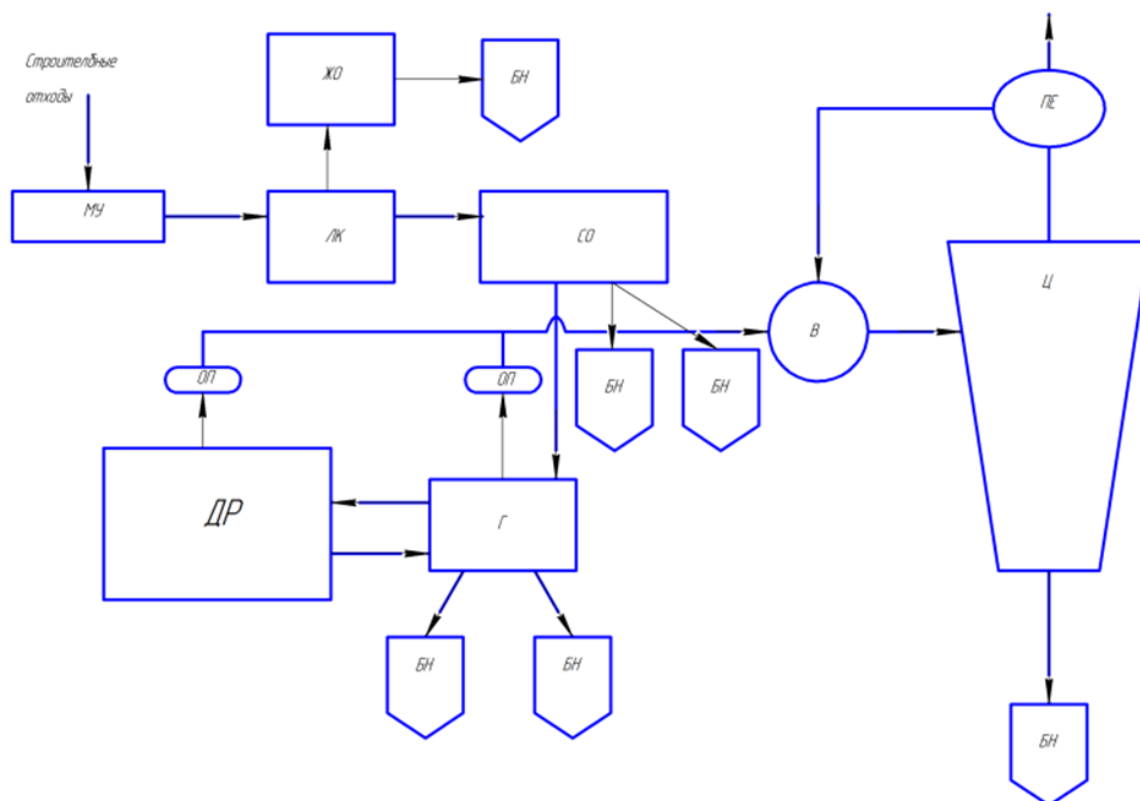 Строителбные
отходы
ЖО
БН
ПЕ
МУ
ЛК
СО
Ц
В
ОП
ОП
БН
БН
ДР
Г
БН
БН
БН